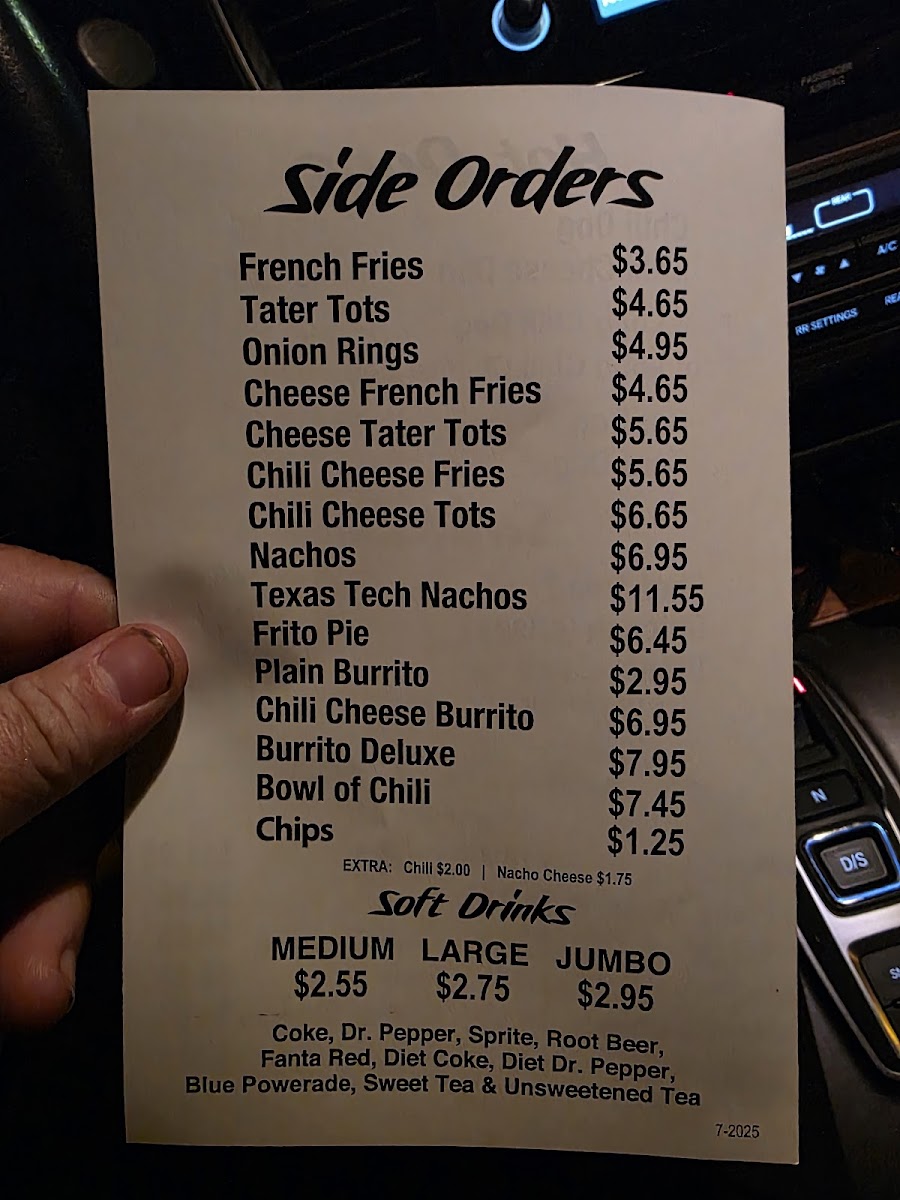 Side Orders
French Fries $3.65
Tater Tots $4.65
Onion Rings $4.95
Cheese French Fries $4.65
Cheese Tater Tots $5.65
Chili Cheese Fries $5.65
Chili Cheese Tots $6.65
Nachos $6.95
Texas Tech Nachos $11.55
Frito Pie $6.45
Plain Burrito $2.95
Chili Cheese Burrito $6.95
Burrito Deluxe $7.95
Bowl of Chili $7.45
Chips $1.25
EXTRA: Chili $2.00 | Nacho Cheese $1.75
Soft Drinks
MEDIUM LARGE JUMBO
$2.55 $2.75 $2.95
Coke, Dr. Pepper, Sprite, Root Beer,
Fanta Red, Diet Coke, Diet Dr. Pepper,
Blue Powerade, Sweet Tea & Unsweetened Tea
7-2025
PASSENGER
AIRBAG
REAR
A/C
RR SETTINGS
N
D/S